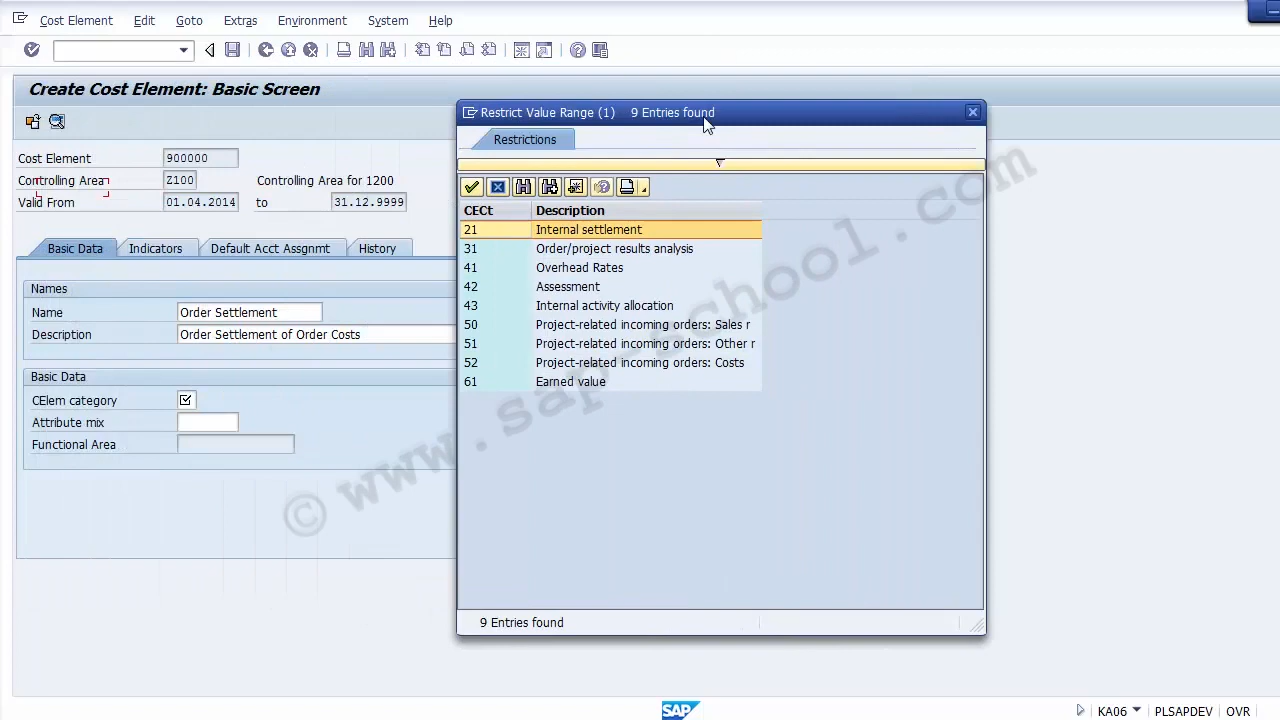 Cost Element Edit Goto Extras Environment System Help
Create Cost Element: Basic Screen
Cost Element 900000
Controlling Area Z100 Controlling Area for 1200
Valid From 01.04.2014 to 31.12.9999
Basic Data Indicators Default Acct Assgnmt History
Names
Name Order Settlement
Description Order Settlement of Order Costs
Basic Data
CElem category
Attribute mix
Functional Area
Restrict Value Range (1) 9 Entries found
Restrictions
CECt Description
21 Internal settlement
31 Order/project results analysis
41 Overhead Rates
42 Assessment
43 Internal activity allocation
50 Project-related incoming orders: Sales r
51 Project-related incoming orders: Other r
52 Project-related incoming orders: Costs
61 Earned value
9 Entries found
© www.sap-school.com
SAP KA06 PLSAPDEV OVR